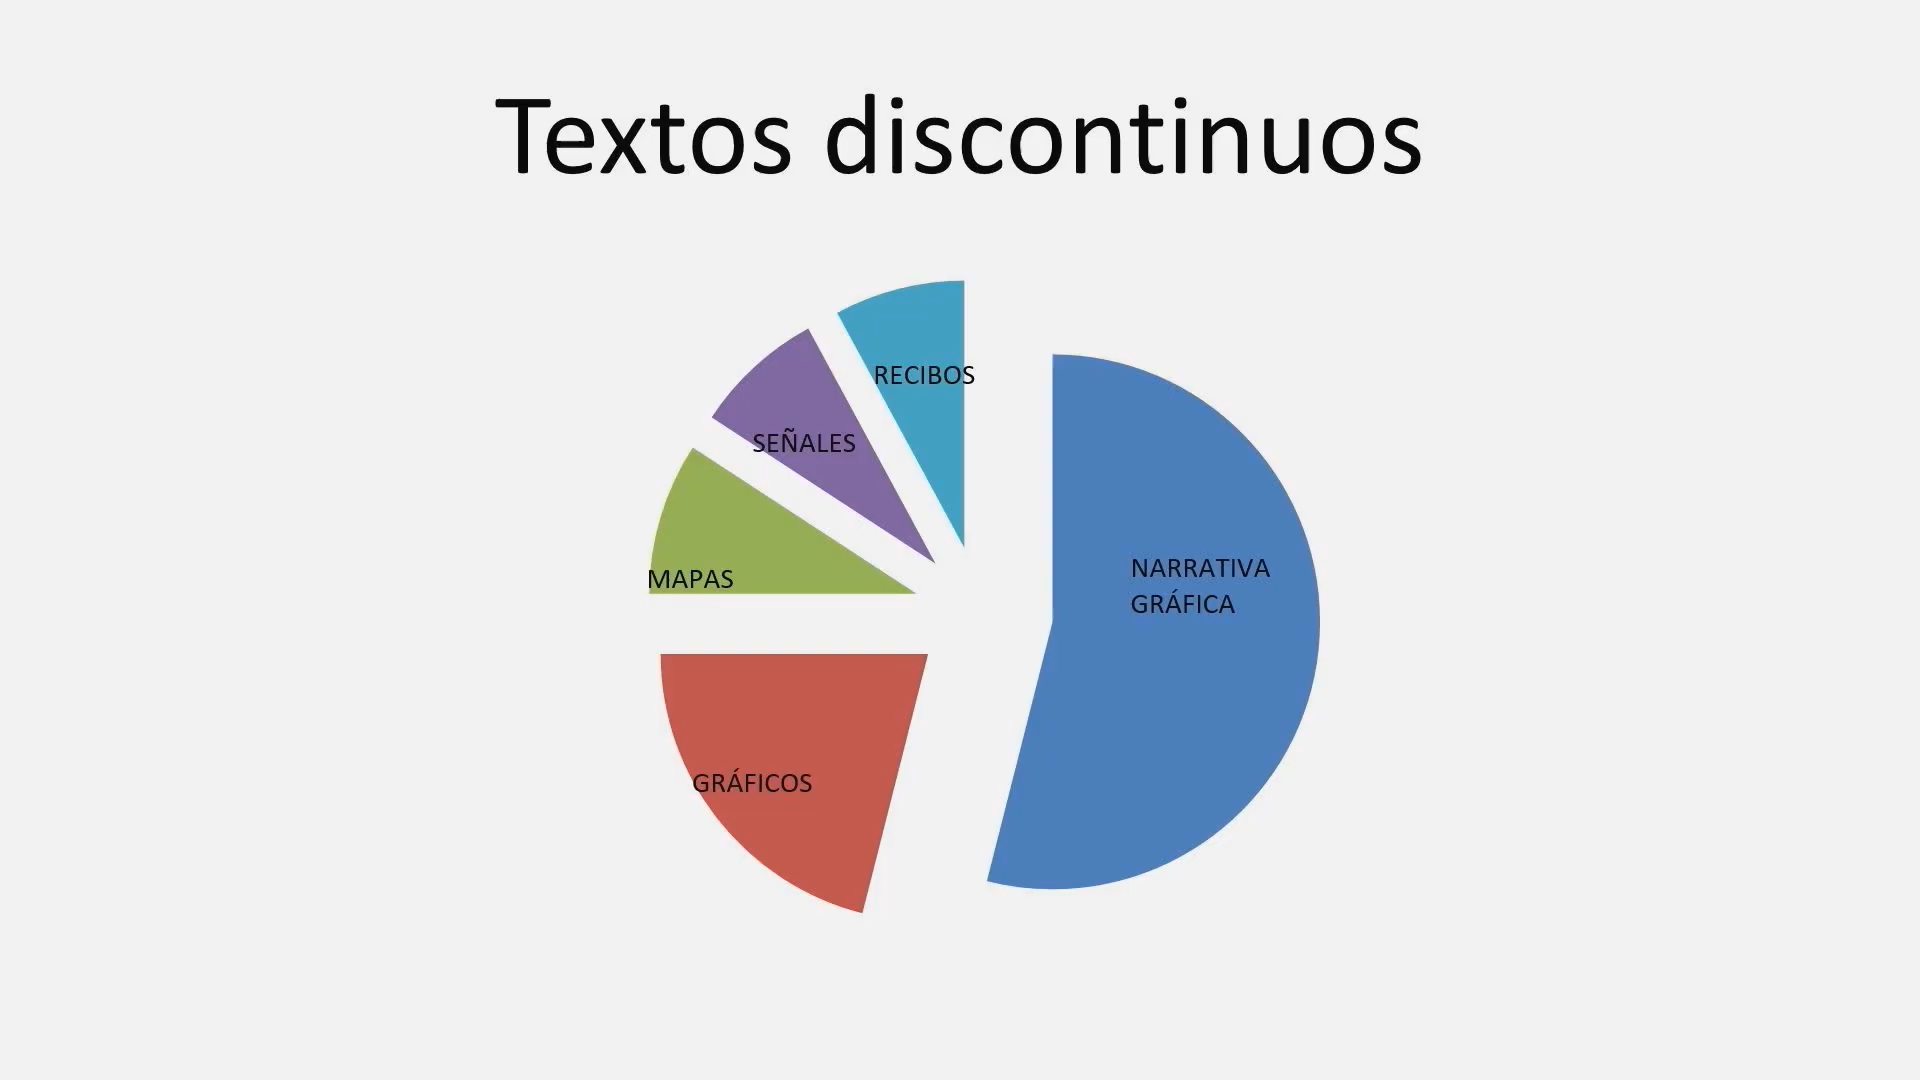 Textos discontinuos
RECIBOS
SEÑALES
NARRATIVA
GRÁFICA
MAPAS
GRÁFICOS